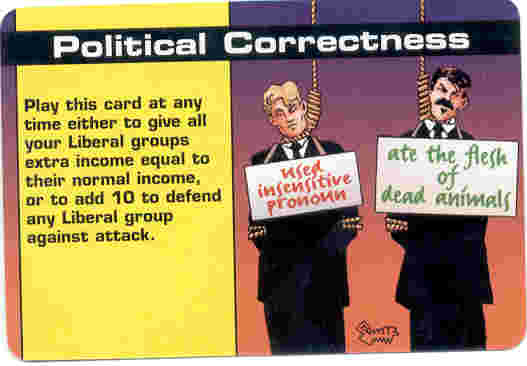 Political Correctness
Play this card at any
time either to give all
your Liberal groups
extra income equal to
their normal income,
or to add 10 to defend
any Liberal group
against attack.
used
insensitive
pronoun
ate the flesh
of
dead animals